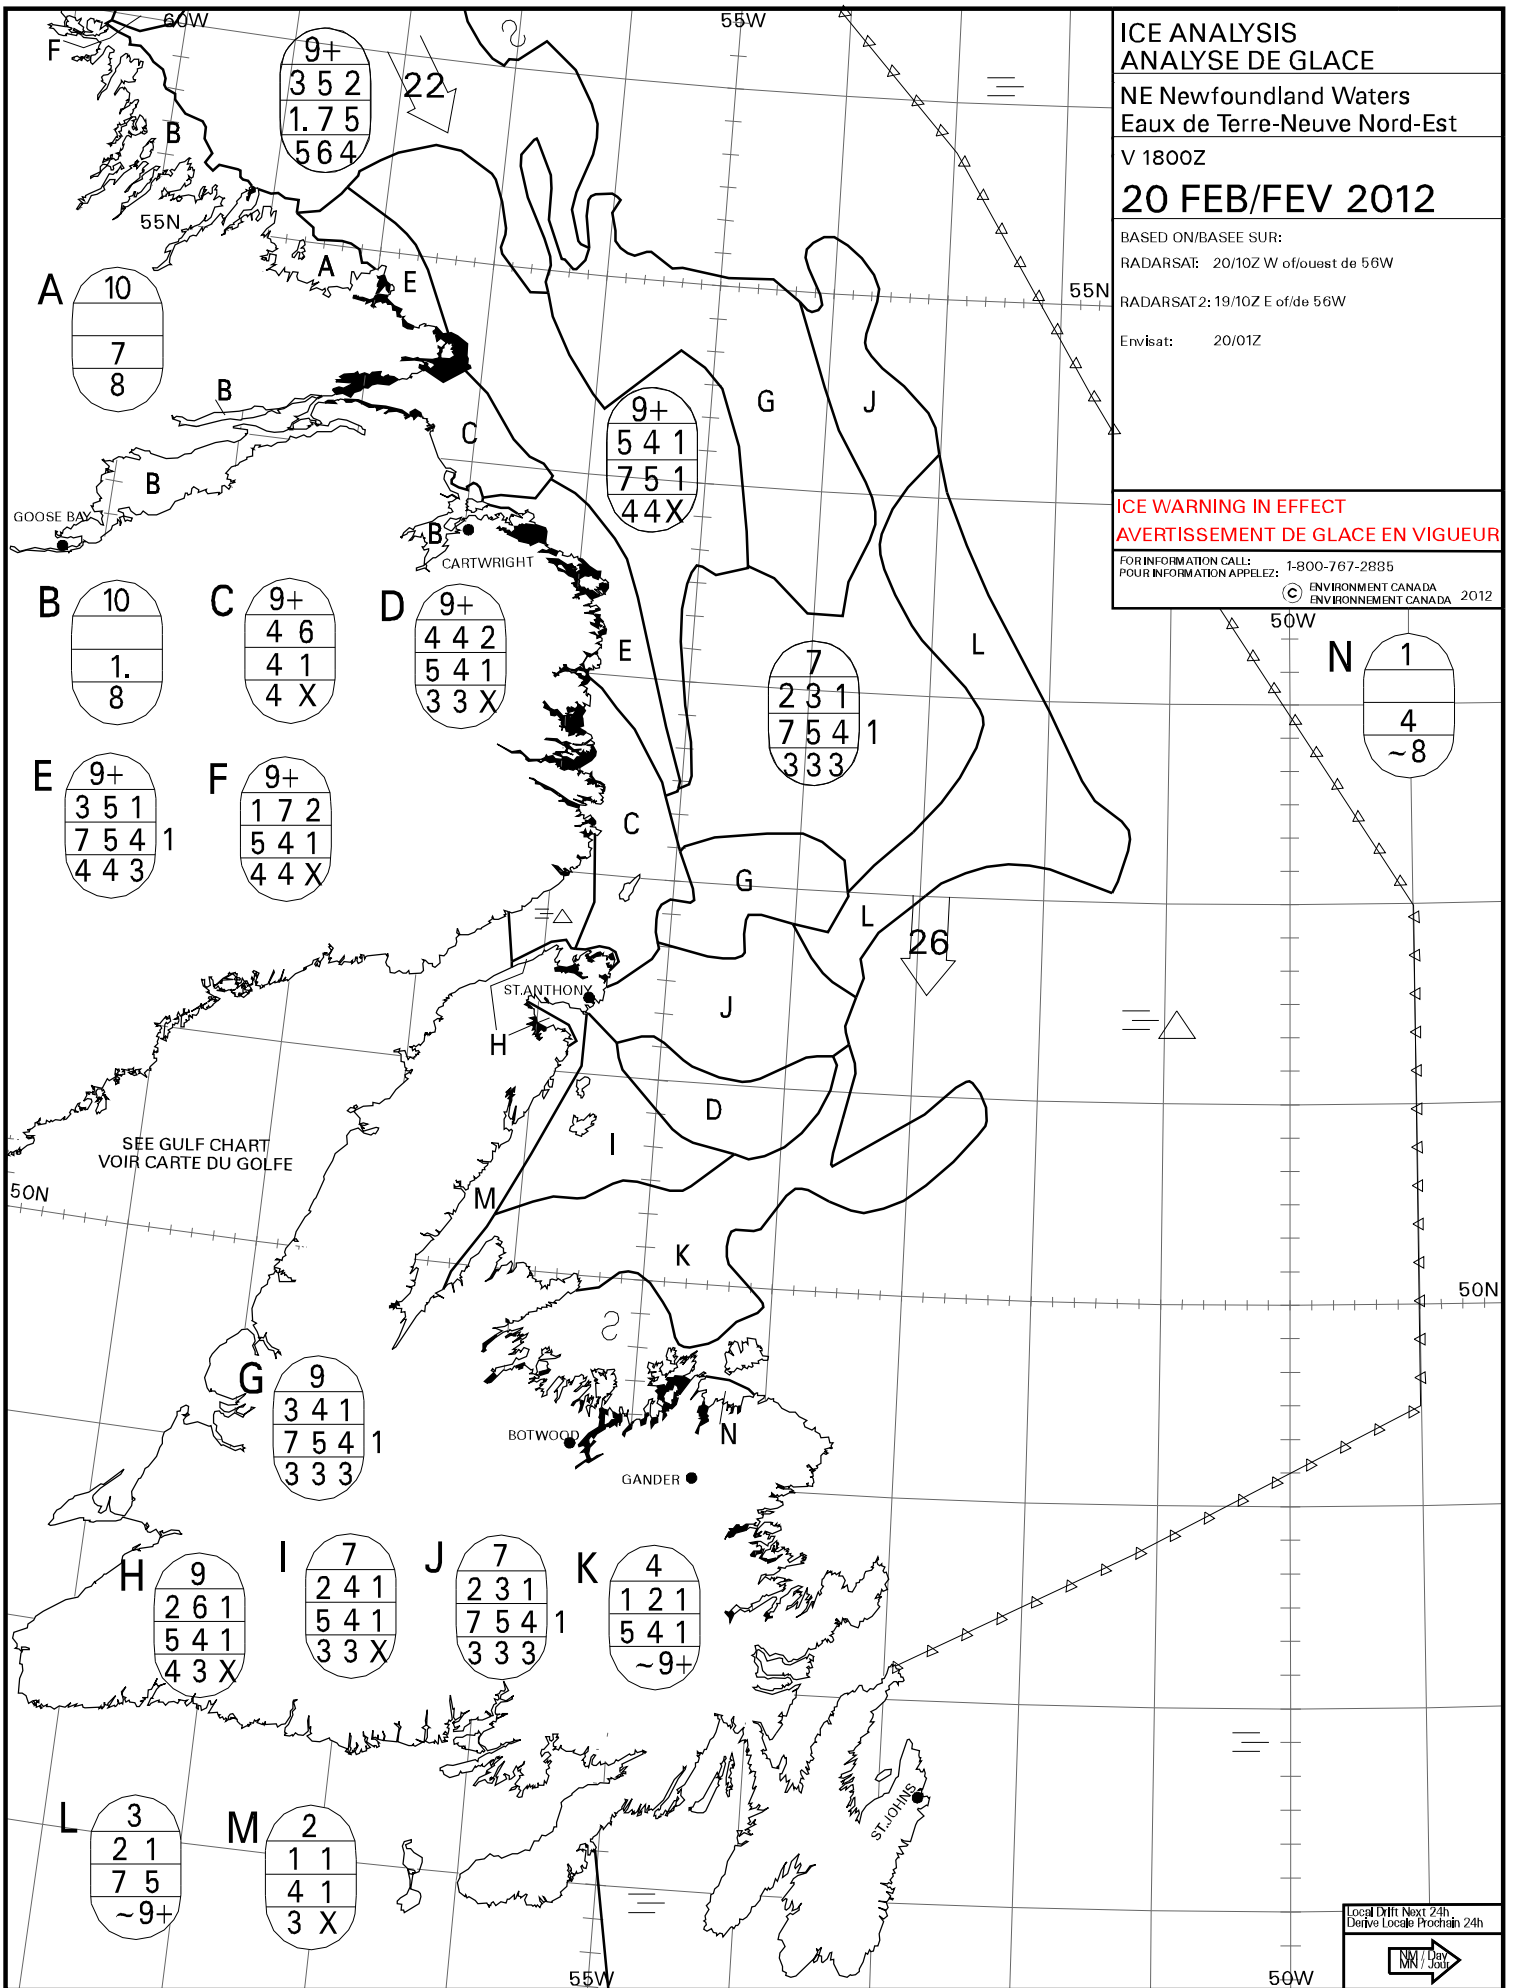 60W
55W
F
9+
3 5 2
1. 7 5
5 6 4
22
ICE ANALYSIS
ANALYSE DE GLACE
NE Newfoundland Waters
Eaux de Terre-Neuve Nord-Est
V 1800Z
20 FEB/FEV 2012
BASED ON/BASEE SUR:
RADARSAT: 20/10Z W of/ouest de 56W
RADARSAT2: 19/10Z E of/de 56W
Envisat: 20/01Z
ICE WARNING IN EFFECT
AVERTISSEMENT DE GLACE EN VIGUEUR
FOR INFORMATION CALL:
POUR INFORMATION APPELEZ: 1-800-767-2885
© ENVIRONMENT CANADA
ENVIRONNEMENT CANADA 2012
B
55N
A
E
55N
A
10
7
8
B
C
B
G
J
9+
5 4 1
7 5 1
4 4 X
GOOSE BAY
B
CARTWRIGHT
B
10
1.
8
C
9+
4 6
4 1
4 X
D
9+
4 4 2
5 4 1
3 3 X
E
L
7
2 3 1
7 5 4 1
3 3 3
50W
N
1
4
~8
E
9+
3 5 1
7 5 4 1
4 4 3
F
9+
1 7 2
5 4 1
4 4 X
C
G
L
26
ST.ANTHONY
J
H
D
I
SEE GULF CHART
VOIR CARTE DU GOLFE
50N
M
K
50N
G
9
3 4 1
7 5 4 1
3 3 3
BOTWOOD
N
GANDER
H
9
2 6 1
5 4 1
4 3 X
I
7
2 4 1
5 4 1
3 3 X
J
7
2 3 1
7 5 4 1
3 3 3
K
4
1 2 1
5 4 1
~9+
L
3
2 1
7 5
~9+
M
2
1 1
4 1
3 X
ST.JOHNS
55W
50W
Local Drift Next 24h
Derive Locale Prochain 24h
NM / Day
MN / Jour